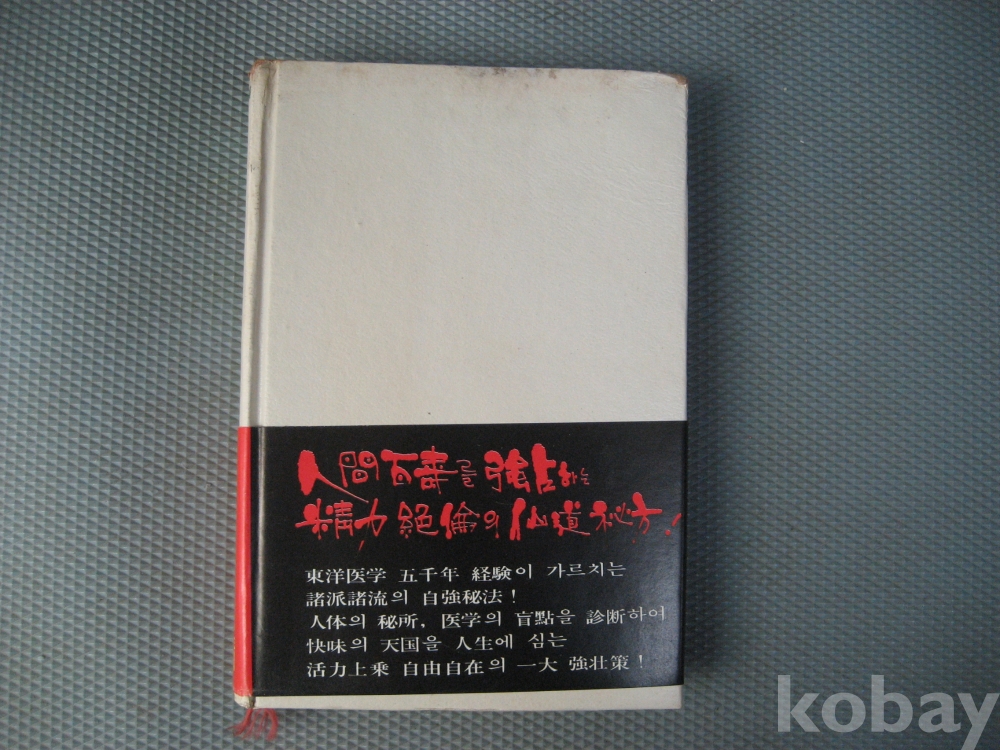 人間百寿를 強占하는
精力絕倫의 仙道秘方!
東洋医学 五千年 経験이 가르치는
諸派諸流의 自強秘法!
人体의 秘所, 医学의 盲點을 診断하여
快味의 天国을 人生에 심는
活力上乗 自由自在의 一大 強壮策!
kobay